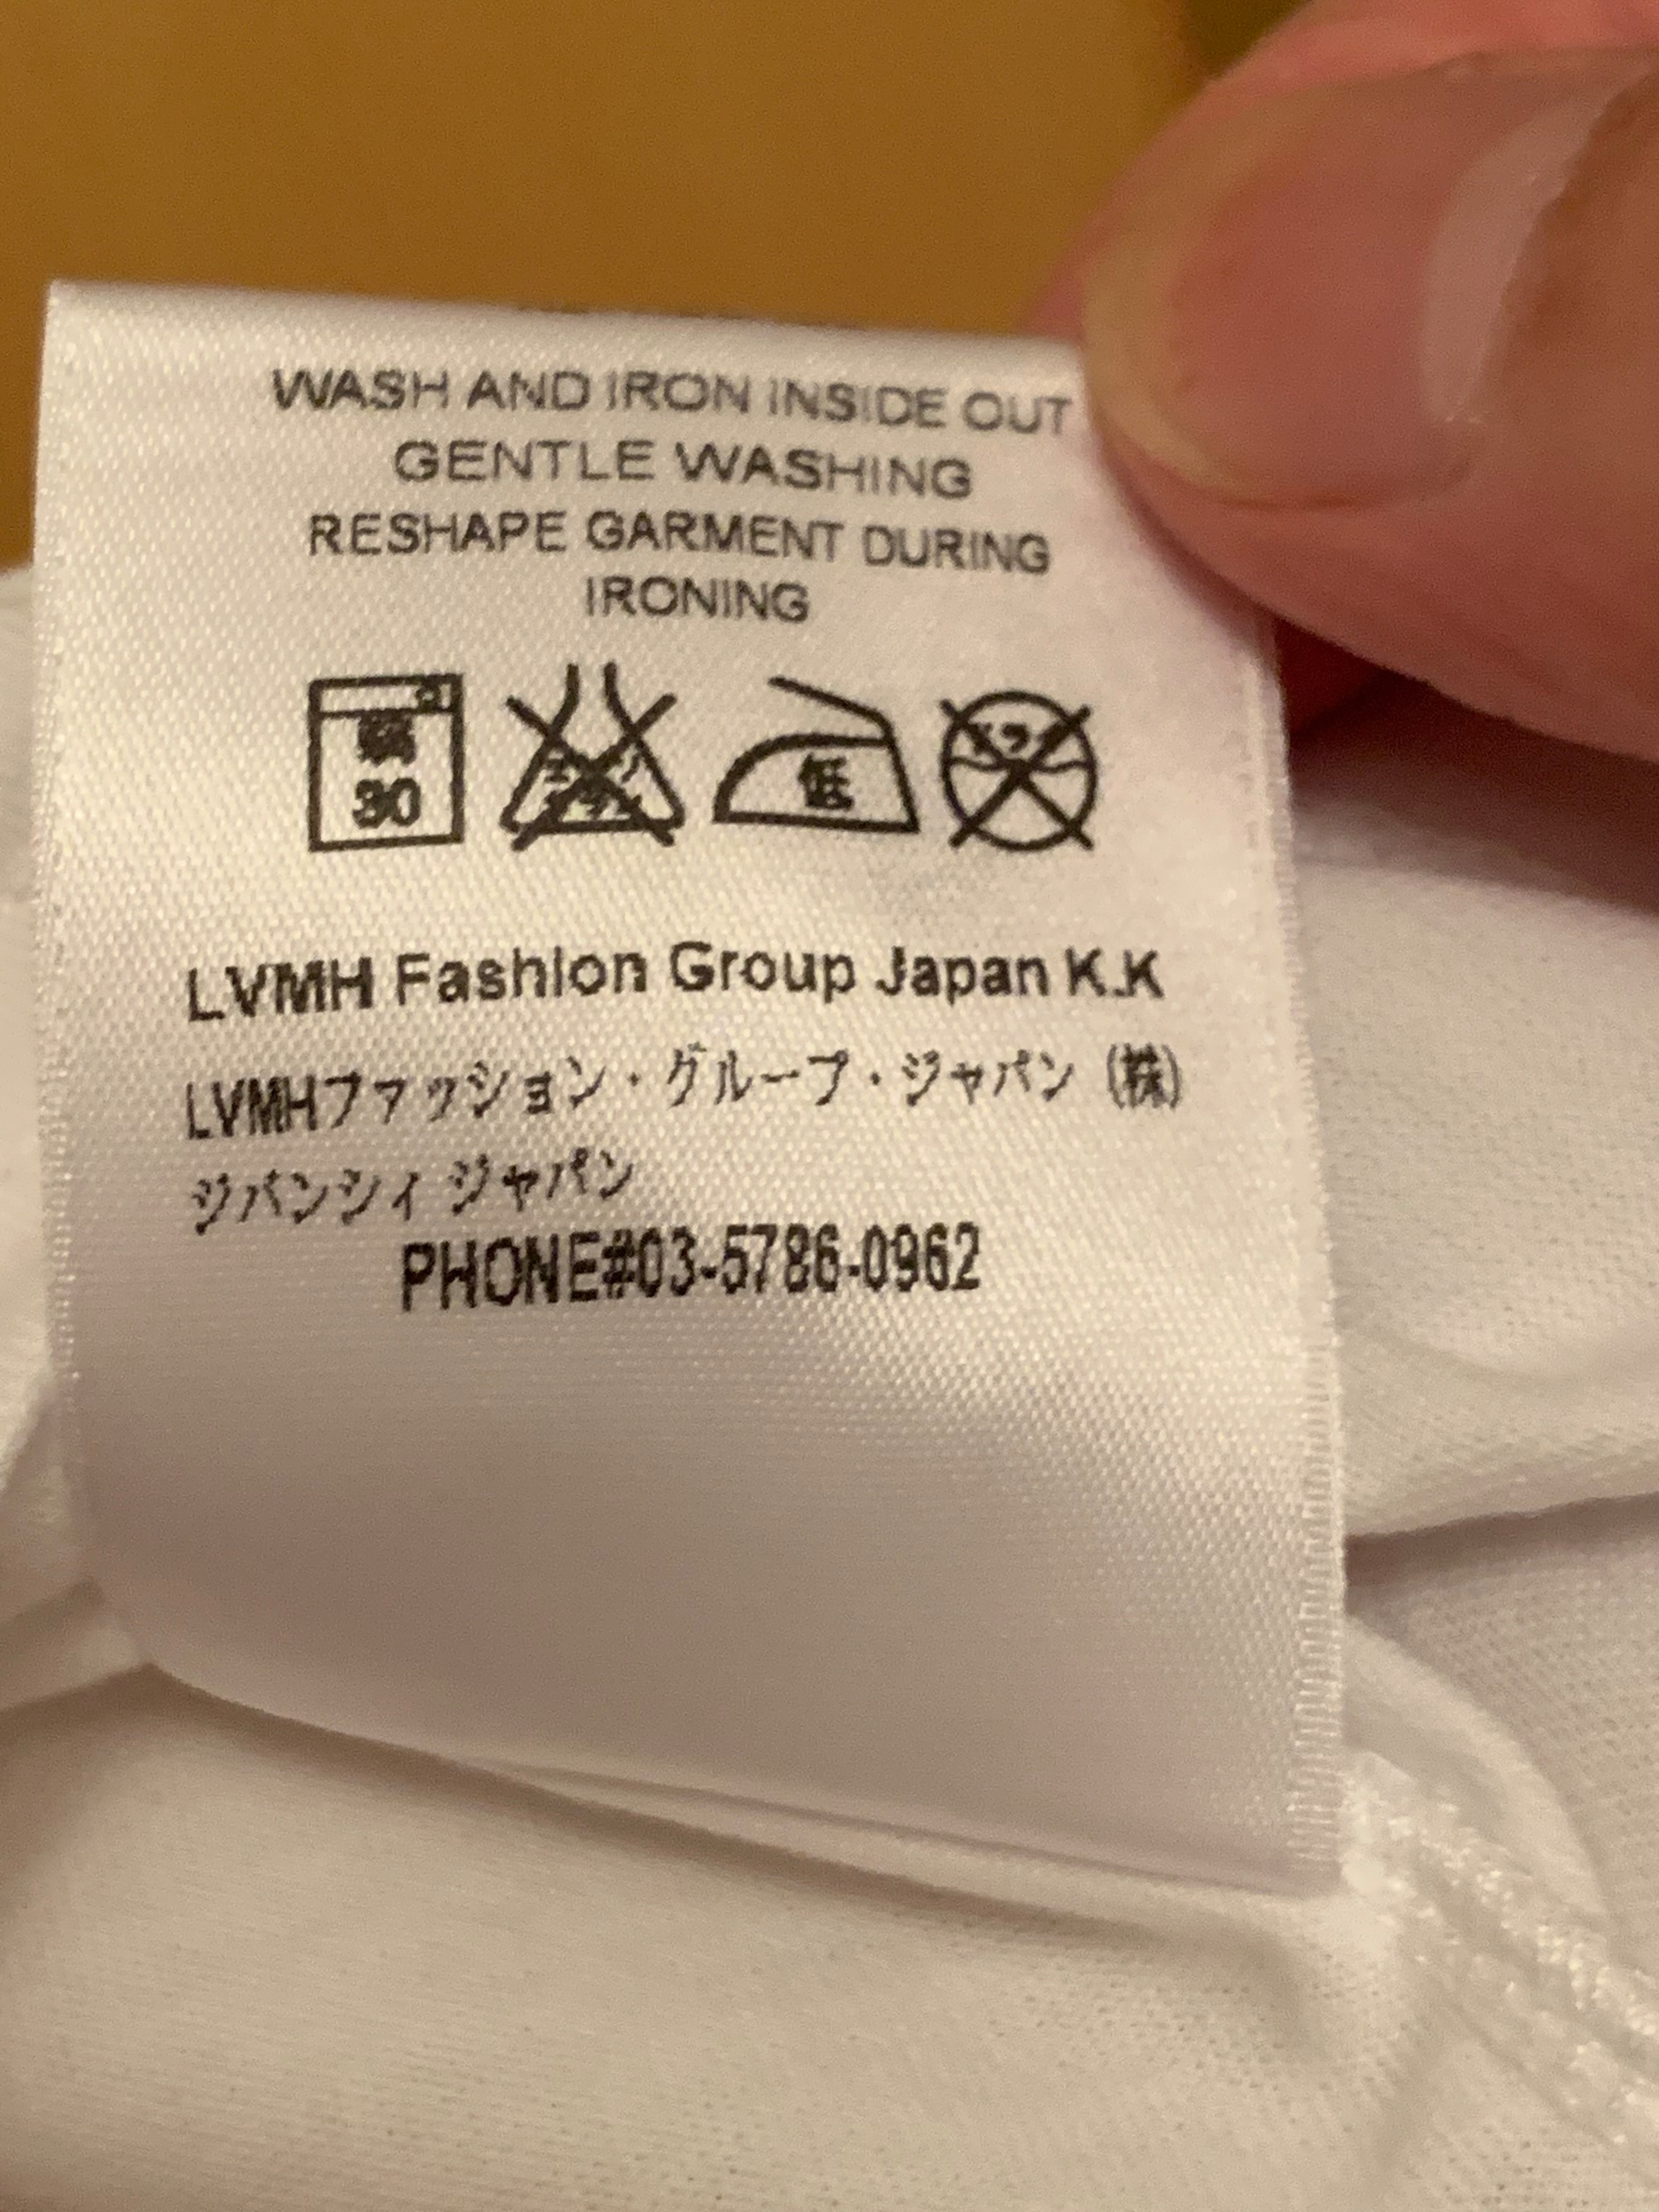 WASH AND IRON INSIDE OUT
GENTLE WASHING
RESHAPE GARMENT DURING
IRONING
30 低
LVMH Fashion Group Japan K.K
LVMHファッション・グループ・ジャパン (株)
ジバンシィ ジャパン
PHONE#03-5786-0962